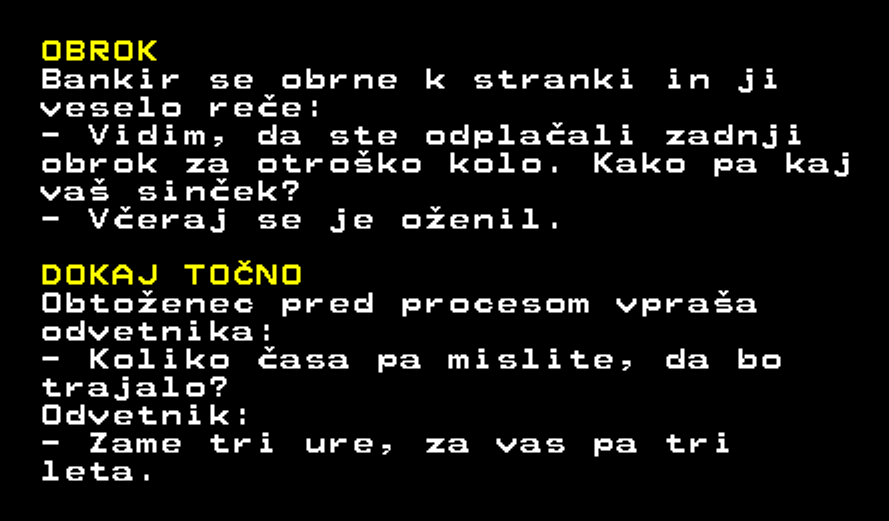 OBROK
Bankir se obrne k stranki in ji
veselo reče:
- Vidim, da ste odplačali zadnji
obrok za otroško kolo. Kako pa kaj
vaš sinček?
- Včeraj se je oženil.
DOKAJ TOČNO
Obtoženec pred procesom vpraša
odvetnika:
- Koliko časa pa mislite, da bo
trajalo?
Odvetnik:
- Zame tri ure, za vas pa tri
leta.